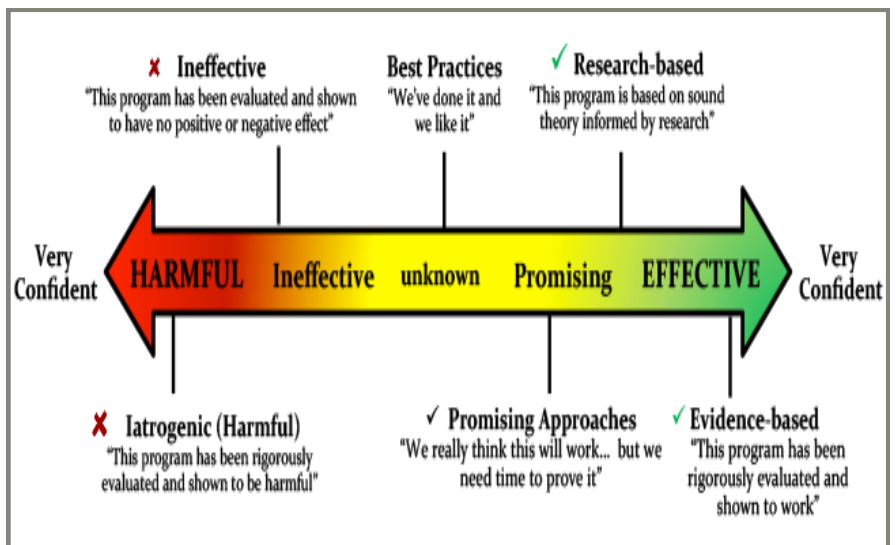 ✗ Ineffective
"This program has been evaluated and shown
to have no positive or negative effect"
Best Practices
"We've done it and
we like it"
✓ Research-based
"This program is based on sound
theory informed by research"
Very
Confident
HARMFUL
Ineffective
unknown
Promising
EFFECTIVE
Very
Confident
✗ Iatrogenic (Harmful)
"This program has been rigorously
evaluated and shown to be harmful"
✓ Promising Approaches
"We really think this will work... but we
need time to prove it"
✓ Evidence-based
"This program has been
rigorously evaluated and
shown to work"